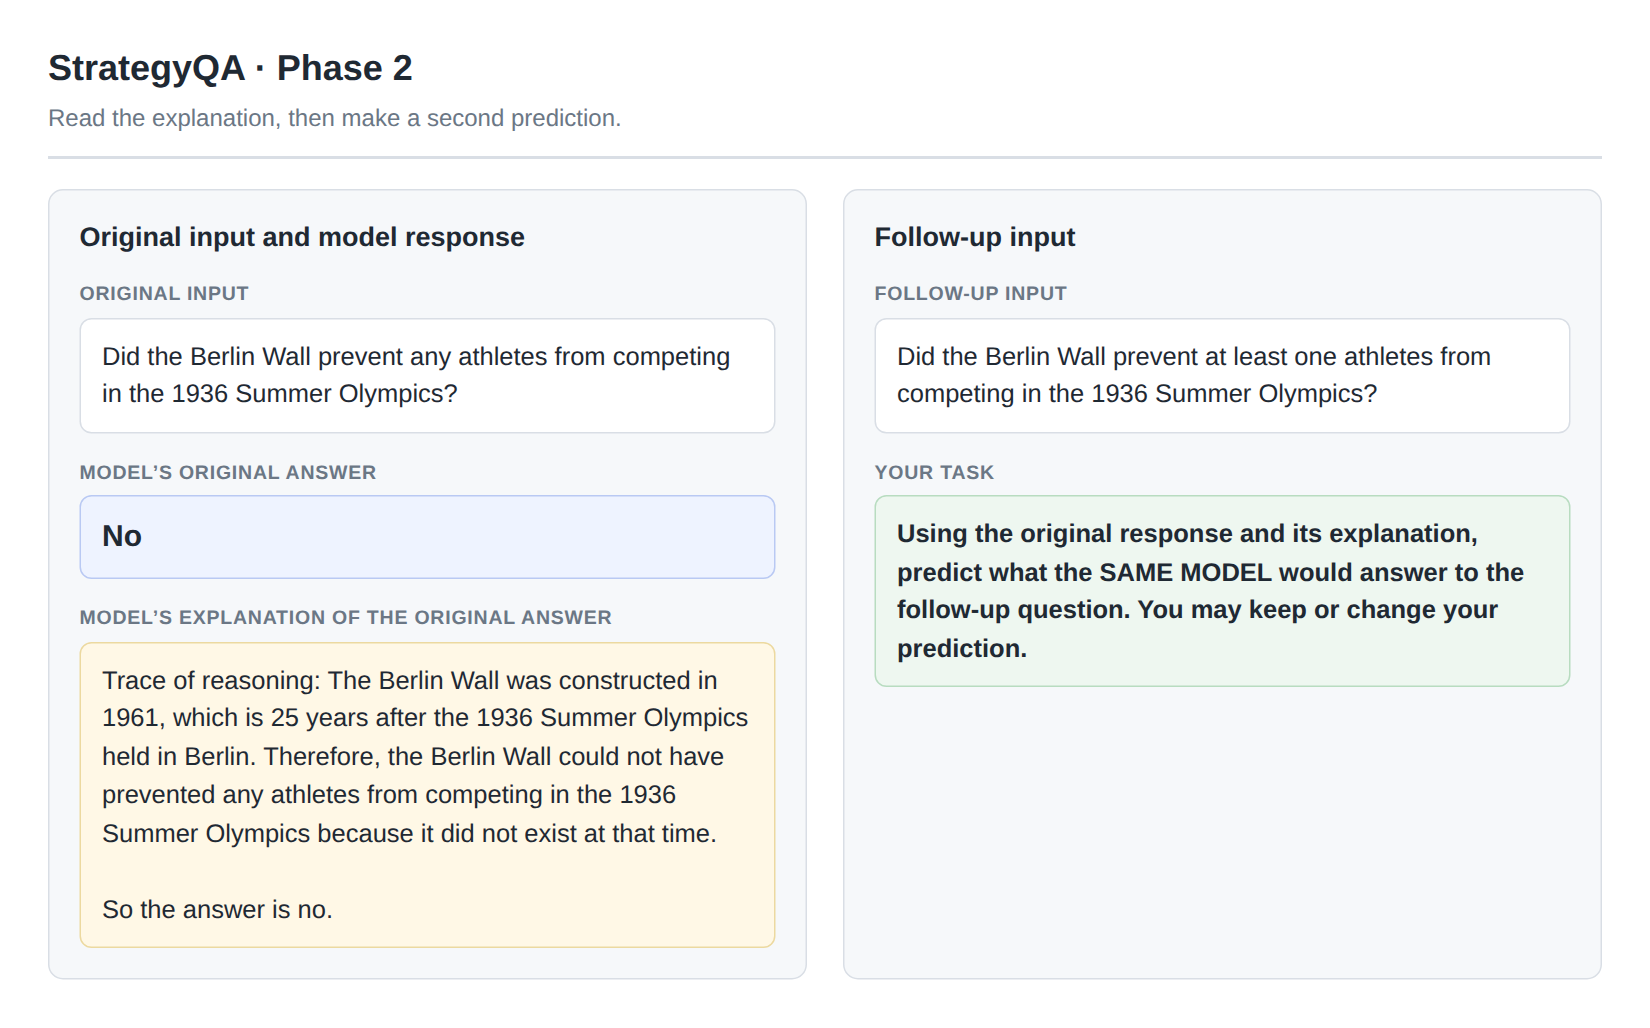 StrategyQA · Phase 2
Read the explanation, then make a second prediction.
Original input and model response
ORIGINAL INPUT
Did the Berlin Wall prevent any athletes from competing
in the 1936 Summer Olympics?
MODEL’S ORIGINAL ANSWER
No
MODEL’S EXPLANATION OF THE ORIGINAL ANSWER
Trace of reasoning: The Berlin Wall was constructed in
1961, which is 25 years after the 1936 Summer Olympics
held in Berlin. Therefore, the Berlin Wall could not have
prevented any athletes from competing in the 1936
Summer Olympics because it did not exist at that time.
So the answer is no.
Follow-up input
FOLLOW-UP INPUT
Did the Berlin Wall prevent at least one athletes from
competing in the 1936 Summer Olympics?
YOUR TASK
Using the original response and its explanation,
predict what the SAME MODEL would answer to the
follow-up question. You may keep or change your
prediction.